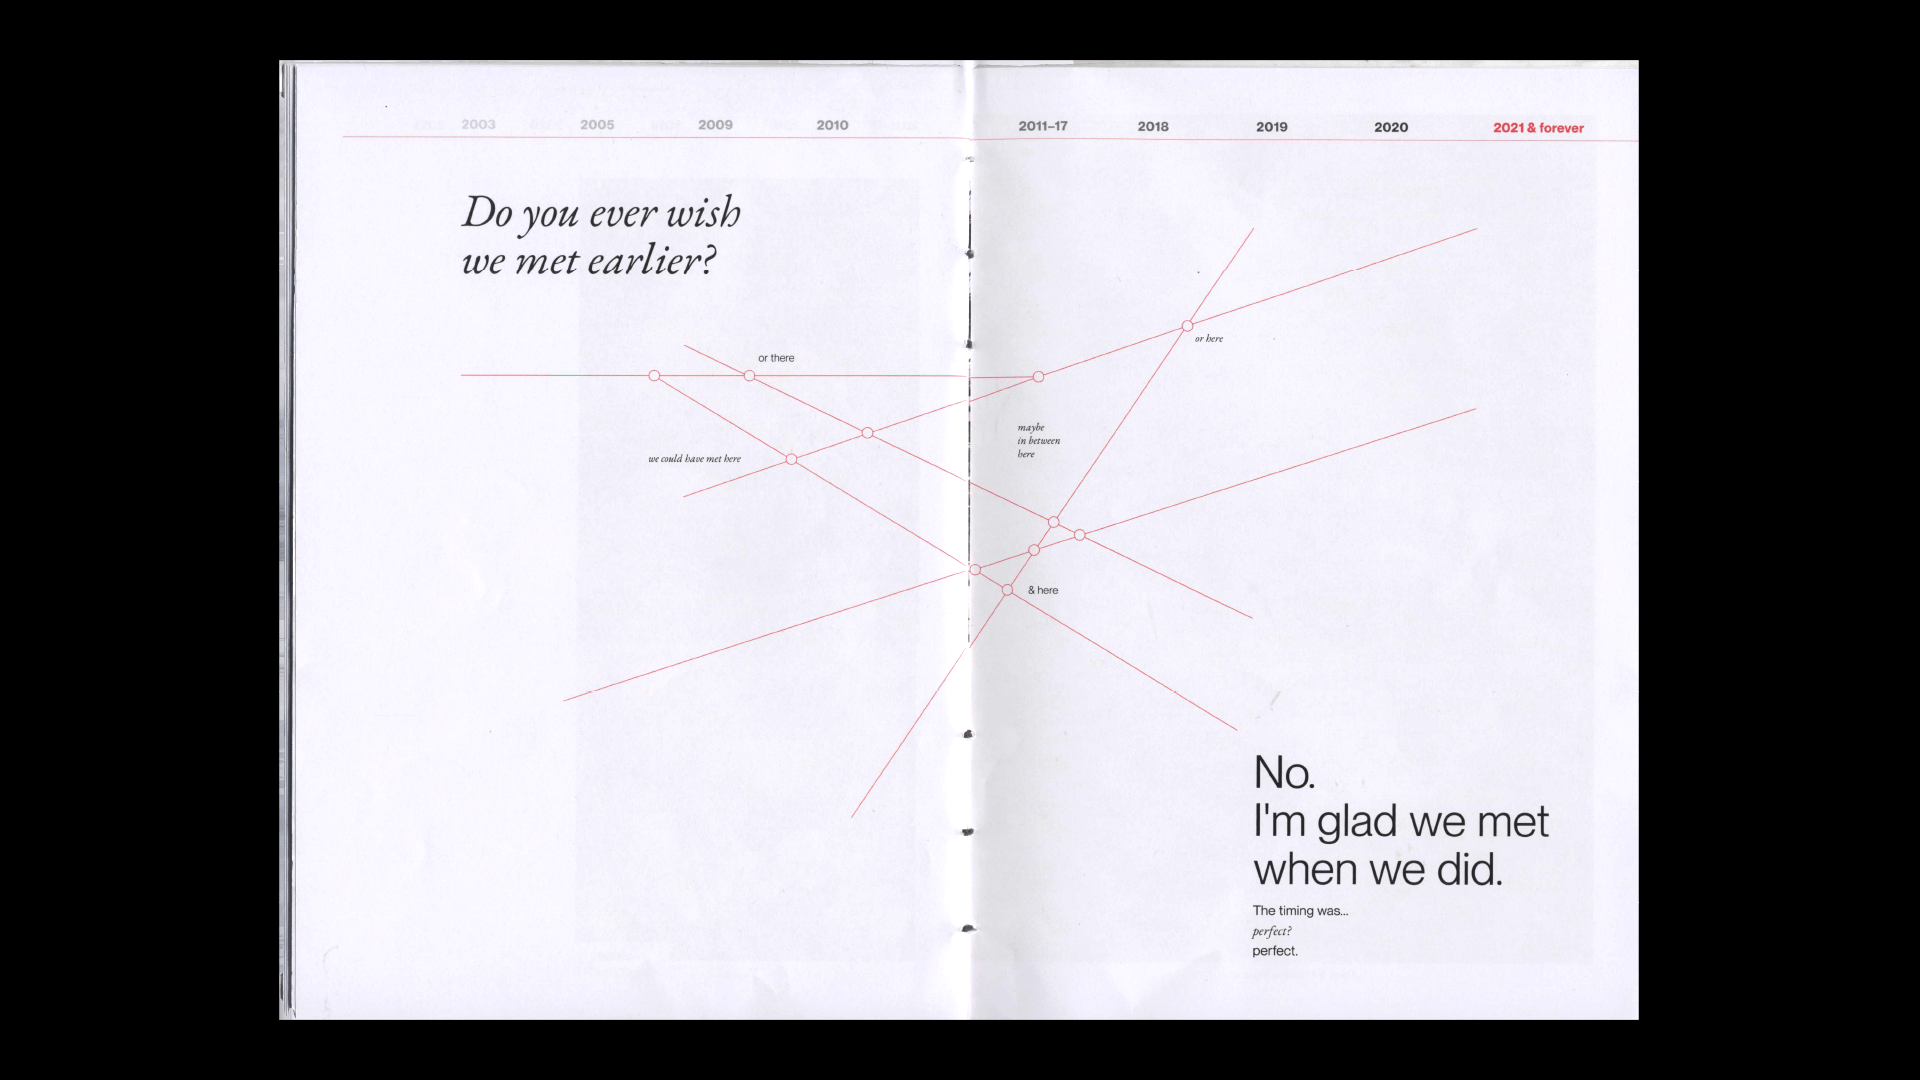 2003 2005 2009 2010 2011–17 2018 2019 2020 2021 & forever
Do you ever wish
we met earlier?
or there
or here
maybe
in between
here
we could have met here
& here
No.
I'm glad we met
when we did.
The timing was...
perfect?
perfect.